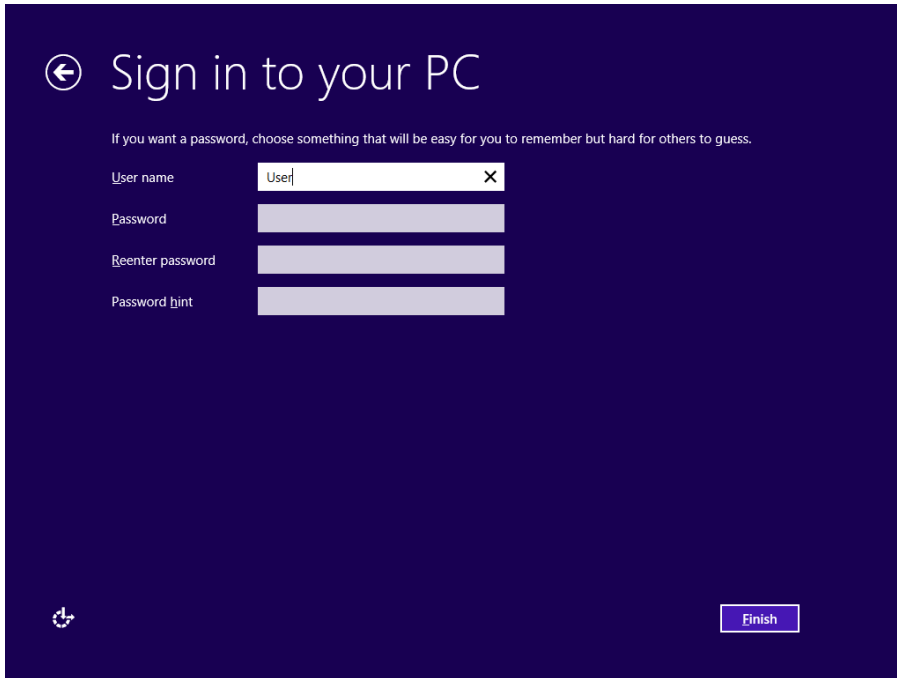 Sign in to your PC
If you want a password, choose something that will be easy for you to remember but hard for others to guess.
User name
User
Password
Reenter password
Password hint
Finish